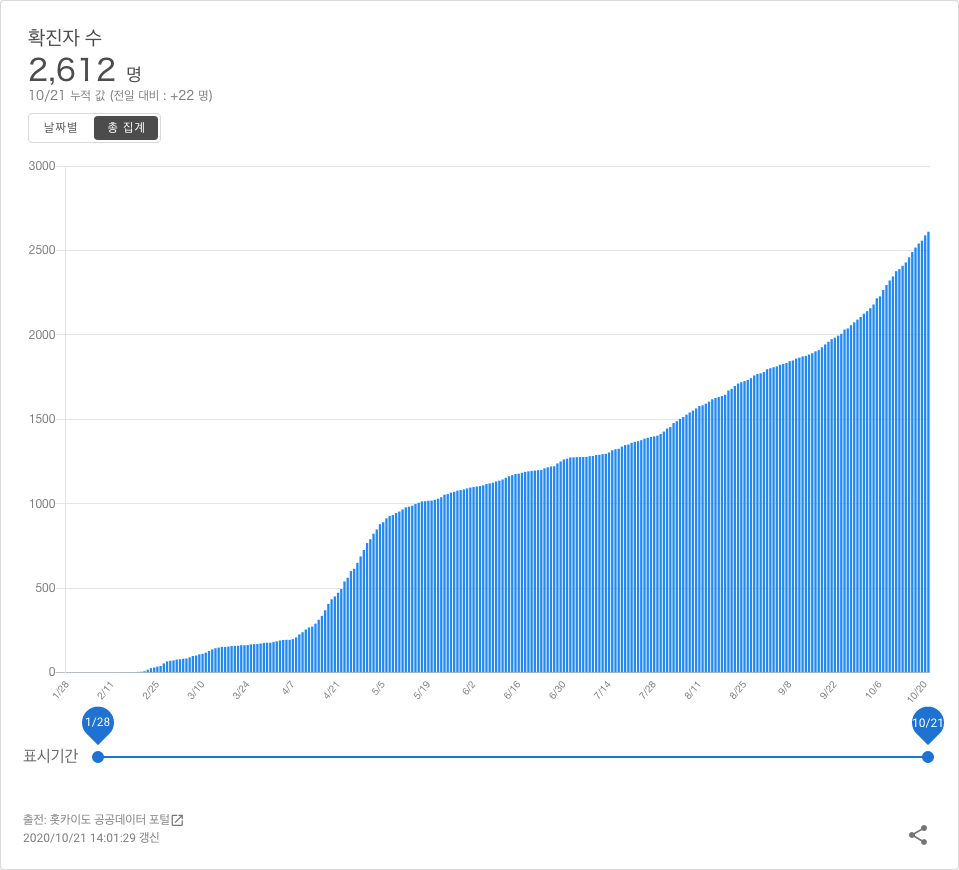 확진자 수
2,612 명
10/21 누적 값 (전일 대비 : +22 명)
날짜별 총 집계
3000
2500
2000
1500
1000
500
0
1/28 2/11 2/25 3/10 3/24 4/7 4/21 5/5 5/19 6/2 6/16 6/30 7/14 7/28 8/11 8/25 9/8 9/22 10/6 10/20
1/28 10/21
표시기간
출전: 홋카이도 공공데이터 포털
2020/10/21 14:01:29 갱신